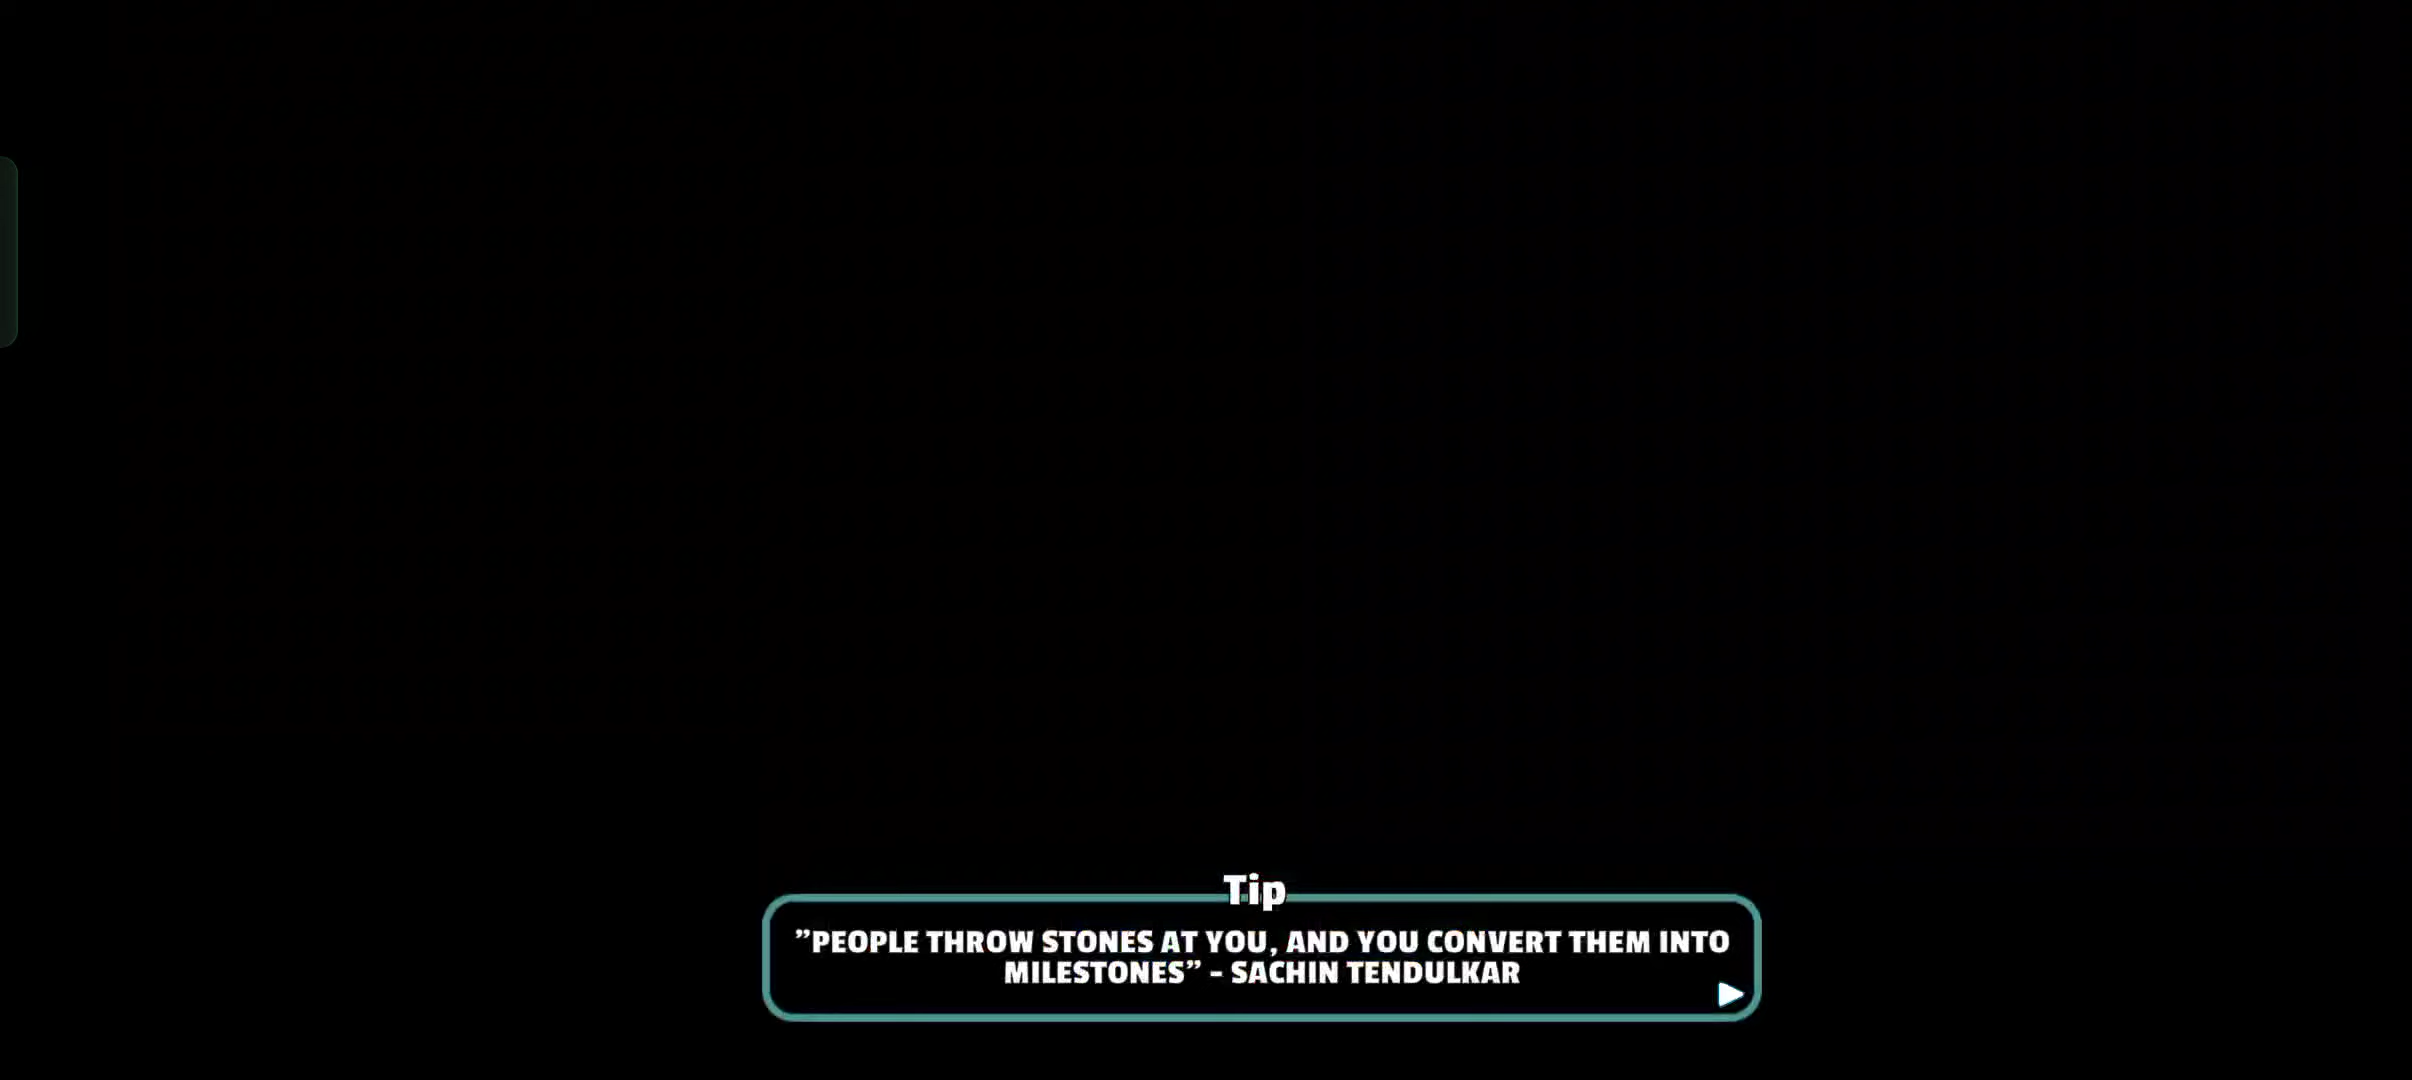 Tip
”PEOPLE THROW STONES AT YOU, AND YOU CONVERT THEM INTO
MILESTONES” - SACHIN TENDULKAR